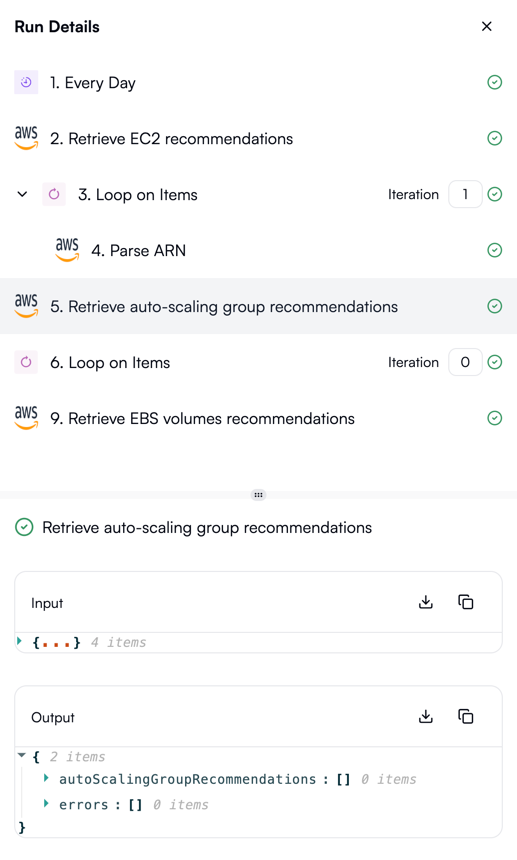 Run Details
1. Every Day
aws 2. Retrieve EC2 recommendations
3. Loop on Items Iteration 1
aws 4. Parse ARN
aws 5. Retrieve auto-scaling group recommendations
6. Loop on Items Iteration 0
aws 9. Retrieve EBS volumes recommendations
Retrieve auto-scaling group recommendations
Input
{...} 4 items
Output
{ 2 items
autoScalingGroupRecommendations : [] 0 items
errors : [] 0 items
}